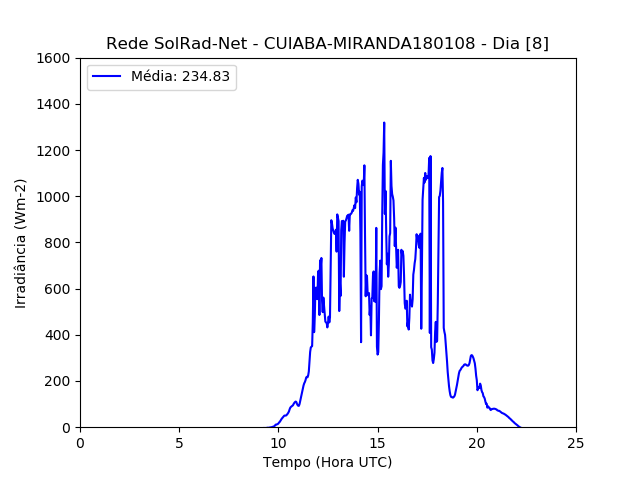 Rede SolRad-Net - CUIABA-MIRANDA180108 - Dia [8]
Média: 234.83
Irradiância (Wm-2)
1600
1400
1200
1000
800
600
400
200
0
0 5 10 15 20 25
Tempo (Hora UTC)